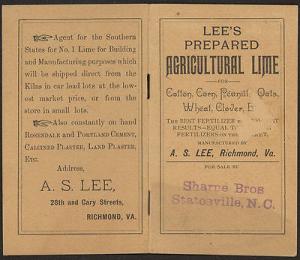 Agent for the Southern
States for No. 1 Lime for Building
and Manufacturing purposes which
will be shipped direct from the
Kilns in car load lots at the low-
est market price, or from the
store in small lots.
Also constantly on hand
ROSENDALE and PORTLAND CEMENT,
CALCINED PLASTER, LAND PLASTER,
ETC.
Address,
A. S. LEE,
28th and Cary Streets,
RICHMOND, VA.
LEE'S
PREPARED
AGRICULTURAL LIME
FOR
Cotton, Corn, Peanut, Oats,
Wheat, Clover,
THE BEST FERTILIZER
RESULTS—EQUAL T
FERTILIZERS
MANUFACTURED BY
A. S. LEE, Richmond, Va.
FOR SALE BY
Sharpe Bros
Statesville, N.C.